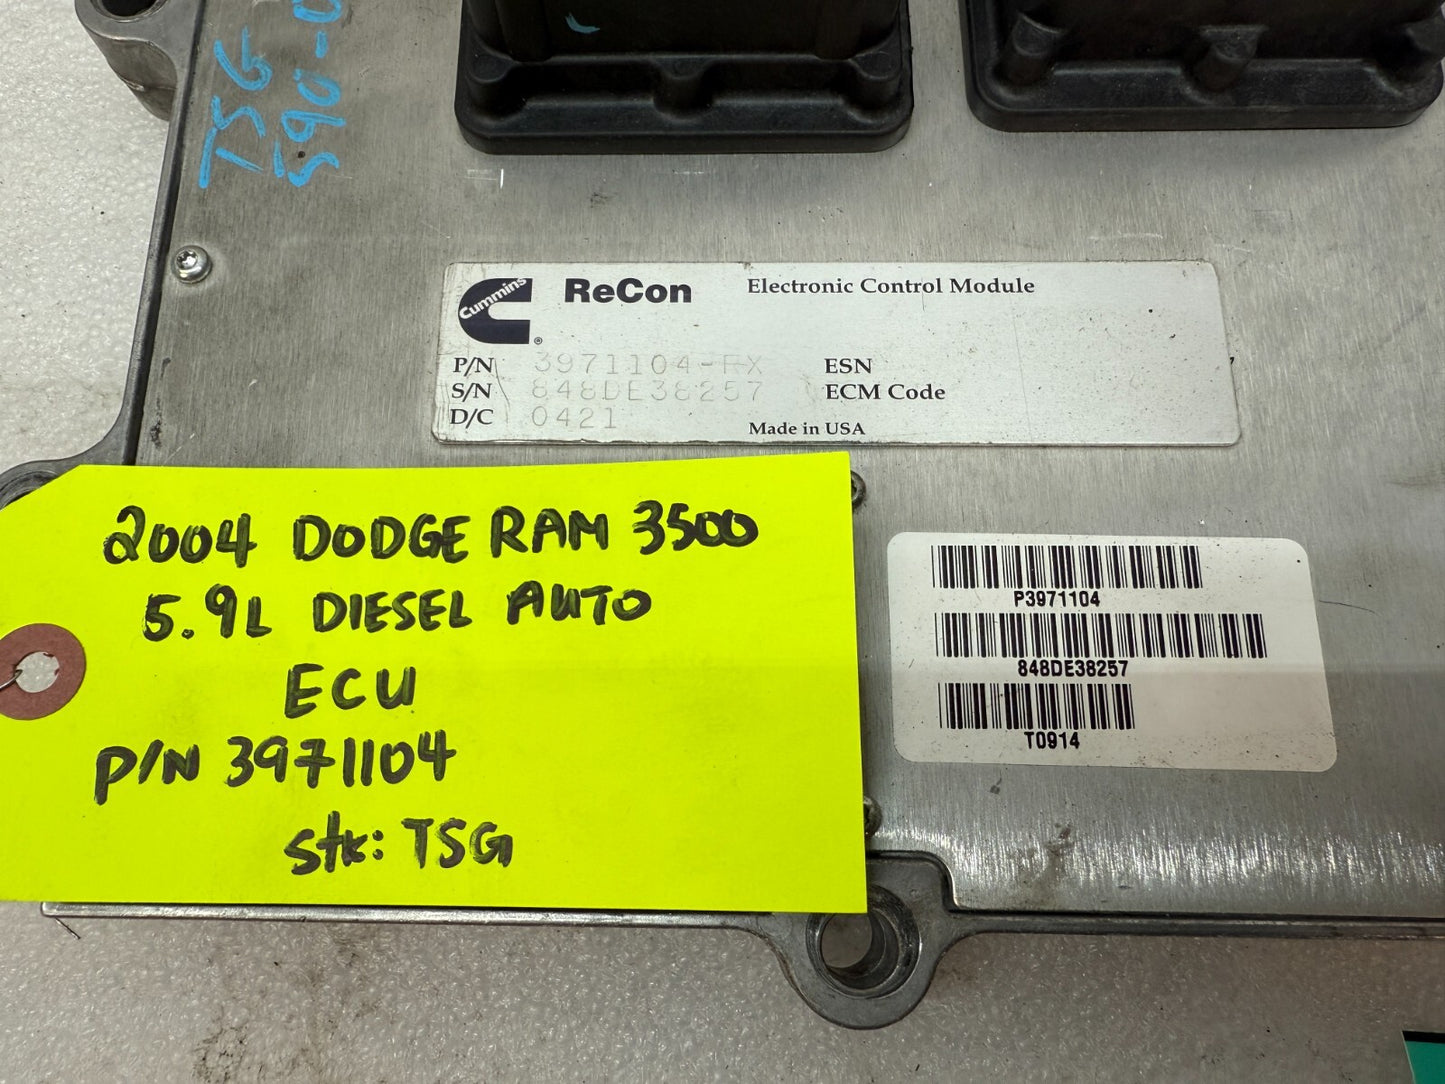 TSG
590-0
Cummins
®
ReCon
Electronic Control Module
P/N 3971104-RX ESN
S/N 848DE38257 ECM Code
D/C 0421
Made in USA
2004 DODGE RAM 3500
5.9L DIESEL AUTO
ECU
P/N 3971104
stk: TSG
P3971104
848DE38257
T0914